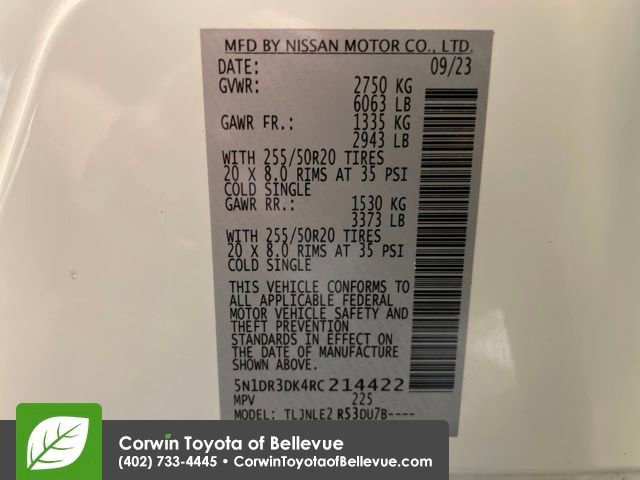 MFD BY NISSAN MOTOR CO., LTD.
DATE: 09/23
GVWR: 2750 KG
6063 LB
GAWR FR.: 1335 KG
2943 LB
WITH 255/50R20 TIRES
20 X 8.0 RIMS AT 35 PSI
COLD SINGLE
GAWR RR.: 1530 KG
3373 LB
WITH 255/50R20 TIRES
20 X 8.0 RIMS AT 35 PSI
COLD SINGLE
THIS VEHICLE CONFORMS TO
ALL APPLICABLE FEDERAL
MOTOR VEHICLE SAFETY AND
THEFT PREVENTION
STANDARDS IN EFFECT ON
THE DATE OF MANUFACTURE
SHOWN ABOVE.
5N1DR3DK4RC214422
MPV 225
MODEL: TLJNLE2 R53DU7B----
Corwin Toyota of Bellevue
(402) 733-4445 • CorwinToyotaofBellevue.com